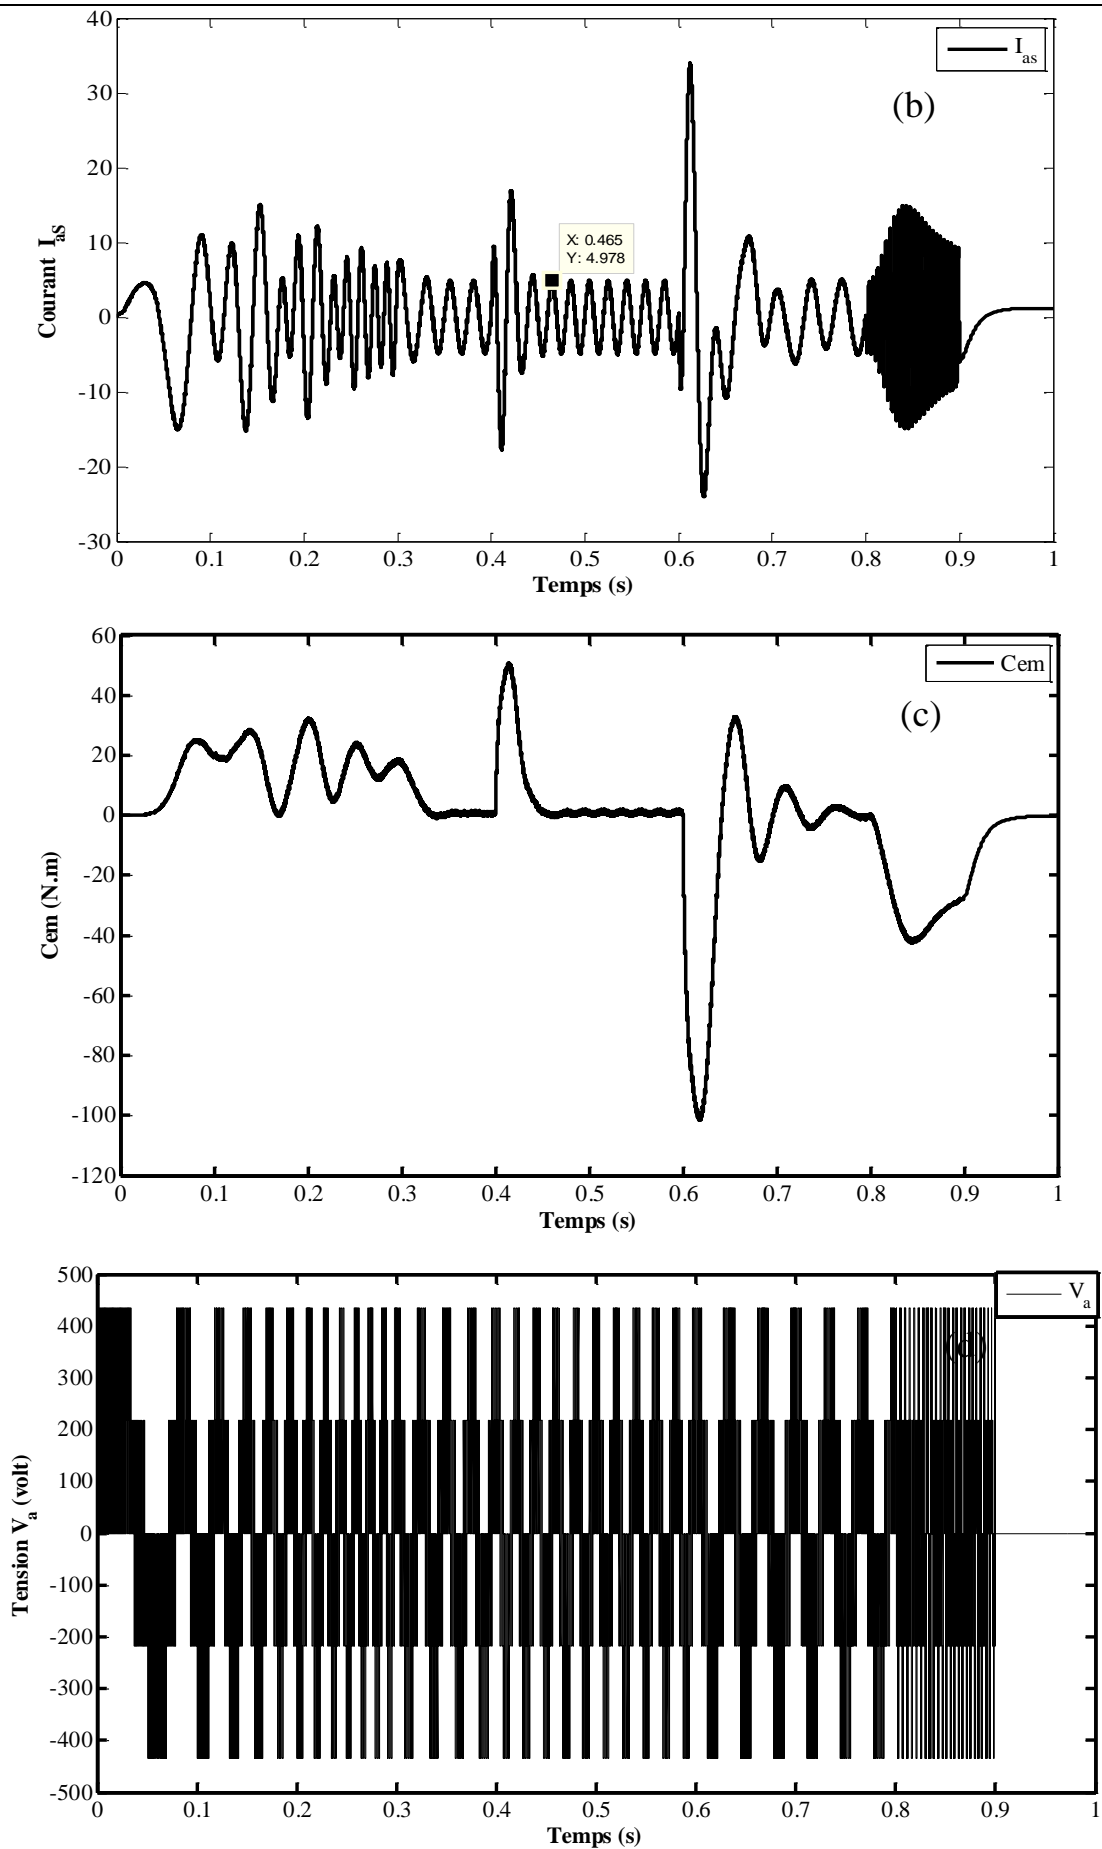 40
30
20
10
0
-10
-20
-30
Courant I_as
I_as
(b)
X: 0.465
Y: 4.978
0 0.1 0.2 0.3 0.4 0.5 0.6 0.7 0.8 0.9 1
Temps (s)
60
40
20
0
-20
-40
-60
-80
-100
-120
Cem (N.m)
Cem
(c)
0 0.1 0.2 0.3 0.4 0.5 0.6 0.7 0.8 0.9 1
Temps (s)
500
400
300
200
100
0
-100
-200
-300
-400
-500
Tension V_a (volt)
V_a
(d)
0 0.1 0.2 0.3 0.4 0.5 0.6 0.7 0.8 0.9 1
Temps (s)